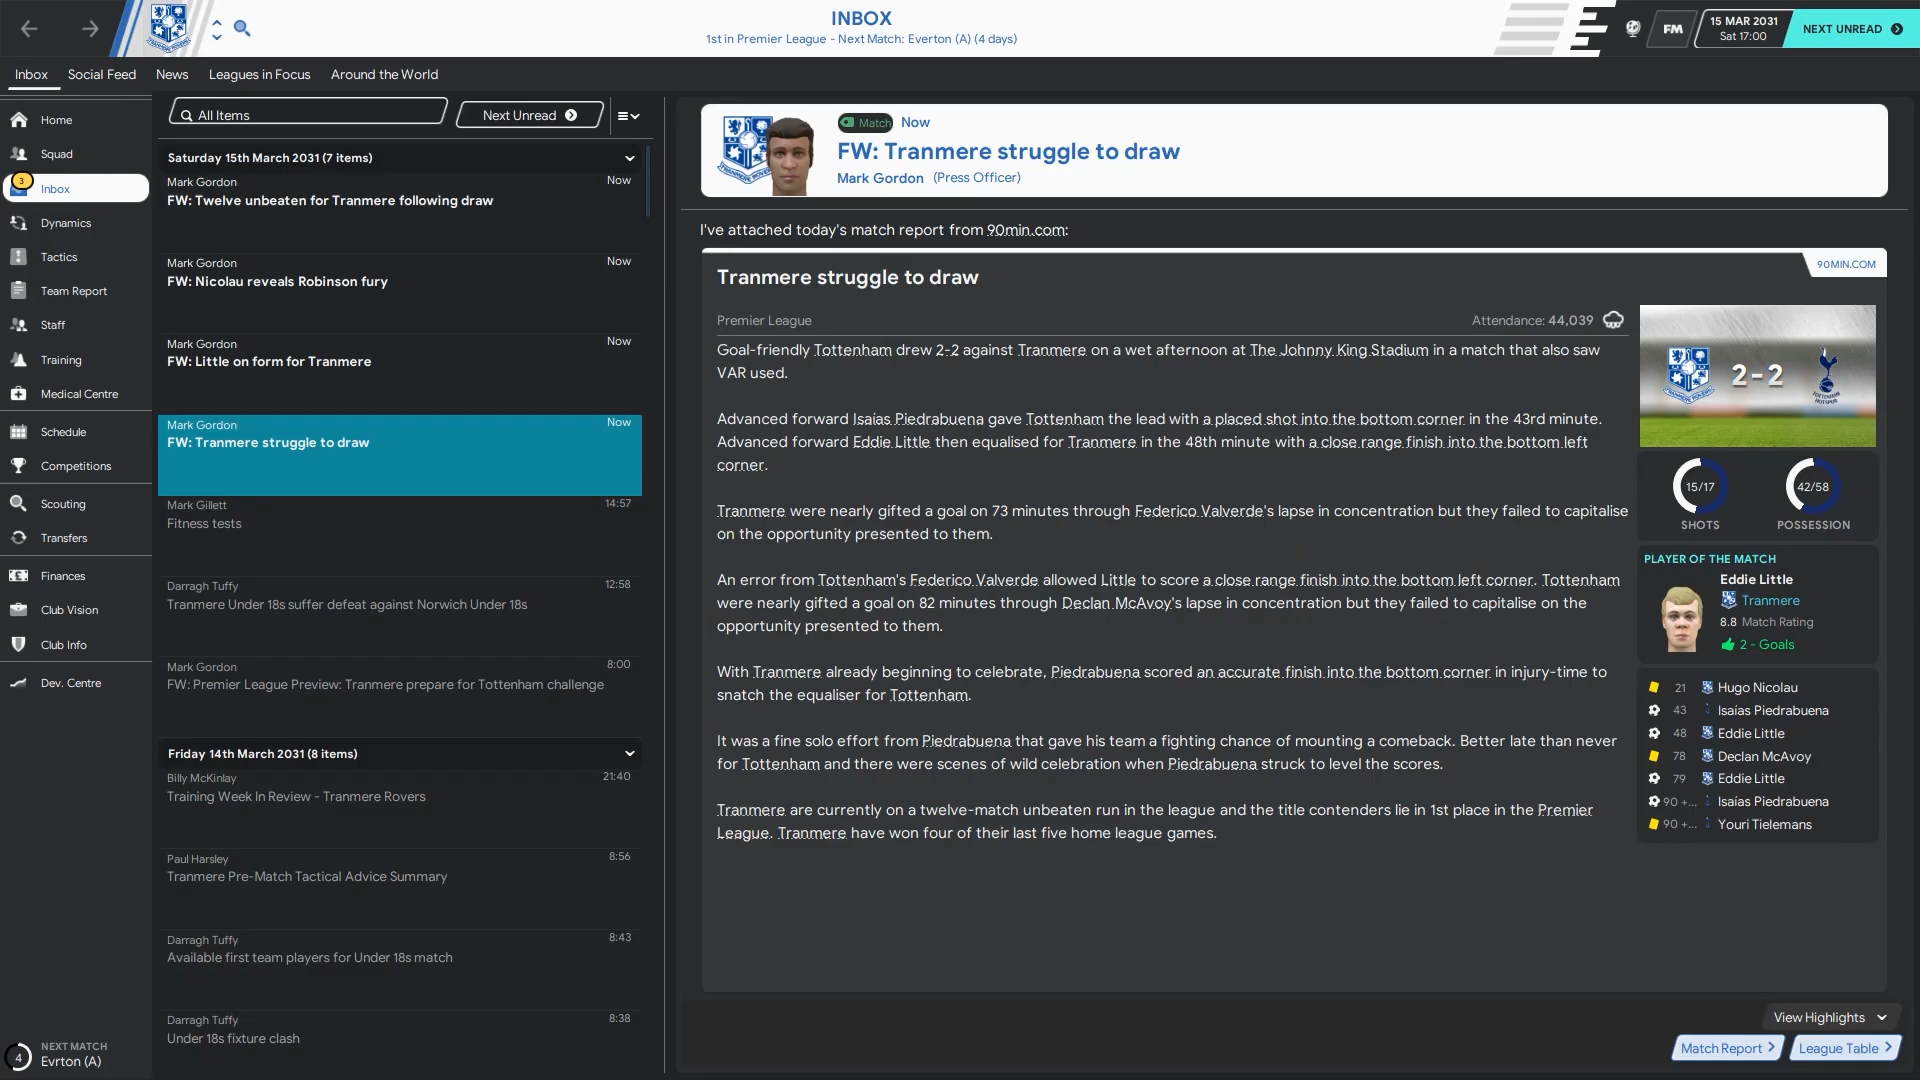 INBOX
1st in Premier League - Next Match: Everton (A) (4 days)
FM
15 MAR 2031
Sat 17:00
NEXT UNREAD
Inbox
Social Feed
News
Leagues in Focus
Around the World
Home
Squad
3
Inbox
Dynamics
Tactics
Team Report
Staff
Training
Medical Centre
Schedule
Competitions
Scouting
Transfers
Finances
Club Vision
Club Info
Dev. Centre
4
NEXT MATCH
Evrton (A)
All Items
Next Unread
Saturday 15th March 2031 (7 items)
Mark Gordon
Now
FW: Twelve unbeaten for Tranmere following draw
Mark Gordon
Now
FW: Nicolau reveals Robinson fury
Mark Gordon
Now
FW: Little on form for Tranmere
Mark Gordon
Now
FW: Tranmere struggle to draw
Mark Gillett
14:57
Fitness tests
Darragh Tuffy
12:58
Tranmere Under 18s suffer defeat against Norwich Under 18s
Mark Gordon
8:00
FW: Premier League Preview: Tranmere prepare for Tottenham challenge
Friday 14th March 2031 (8 items)
Billy McKinlay
21:40
Training Week In Review - Tranmere Rovers
Paul Harsley
8:56
Tranmere Pre-Match Tactical Advice Summary
Darragh Tuffy
8:43
Available first team players for Under 18s match
Darragh Tuffy
8:38
Under 18s fixture clash
Match
Now
FW: Tranmere struggle to draw
Mark Gordon (Press Officer)
I've attached today's match report from 90min.com:
90MIN.COM
Tranmere struggle to draw
Premier League
Attendance: 44,039
Goal-friendly Tottenham drew 2-2 against Tranmere on a wet afternoon at The Johnny King Stadium in a match that also saw
VAR used.
Advanced forward Isaías Piedrabuena gave Tottenham the lead with a placed shot into the bottom corner in the 43rd minute.
Advanced forward Eddie Little then equalised for Tranmere in the 48th minute with a close range finish into the bottom left
corner.
Tranmere were nearly gifted a goal on 73 minutes through Federico Valverde's lapse in concentration but they failed to capitalise
on the opportunity presented to them.
An error from Tottenham's Federico Valverde allowed Little to score a close range finish into the bottom left corner. Tottenham
were nearly gifted a goal on 82 minutes through Declan McAvoy's lapse in concentration but they failed to capitalise on the
opportunity presented to them.
With Tranmere already beginning to celebrate, Piedrabuena scored an accurate finish into the bottom corner in injury-time to
snatch the equaliser for Tottenham.
It was a fine solo effort from Piedrabuena that gave his team a fighting chance of mounting a comeback. Better late than never
for Tottenham and there were scenes of wild celebration when Piedrabuena struck to level the scores.
Tranmere are currently on a twelve-match unbeaten run in the league and the title contenders lie in 1st place in the Premier
League. Tranmere have won four of their last five home league games.
2-2
15/17
SHOTS
42/58
POSSESSION
PLAYER OF THE MATCH
Eddie Little
Tranmere
8.8 Match Rating
2 - Goals
21 Hugo Nicolau
43 Isaías Piedrabuena
48 Eddie Little
78 Declan McAvoy
79 Eddie Little
90 +... Isaías Piedrabuena
90 +... Youri Tielemans
View Highlights
Match Report
League Table